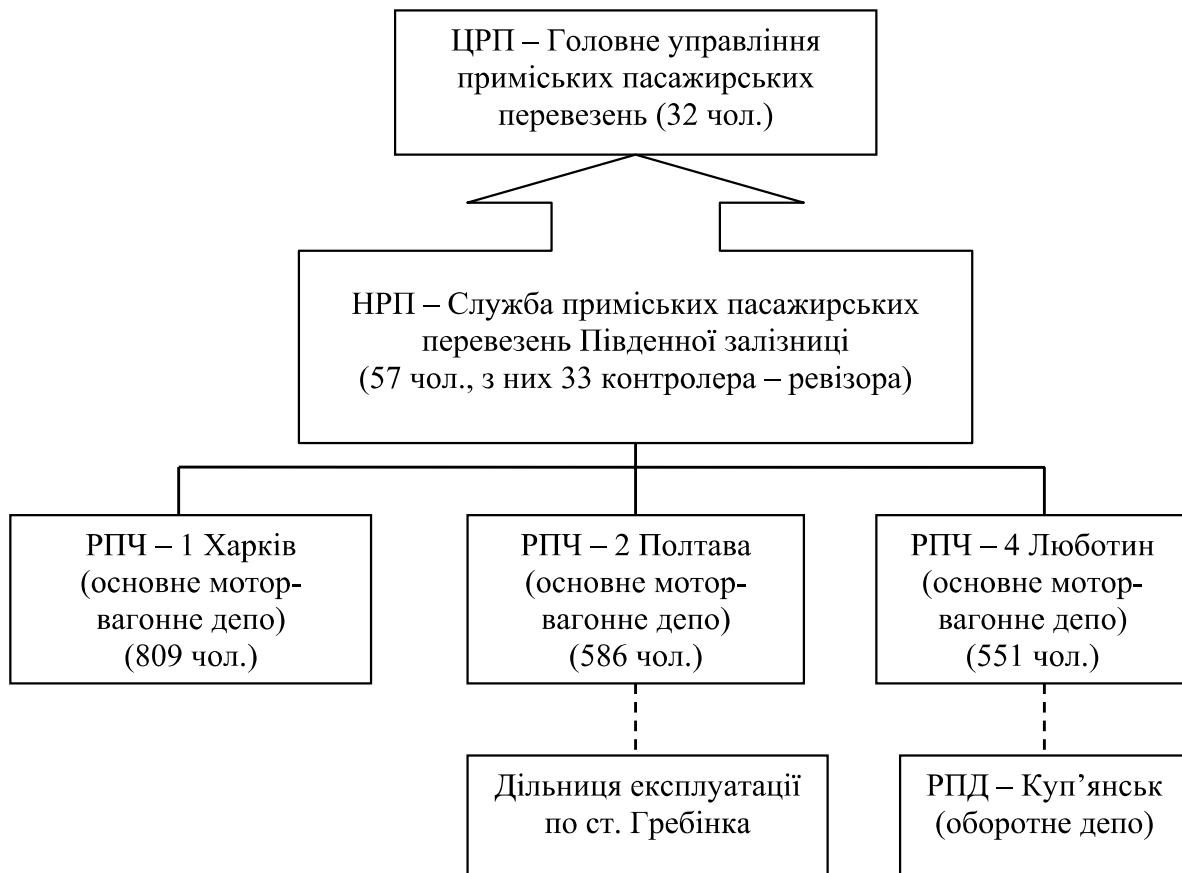 ЦРП – Головне управління
приміських пасажирських
перевезень (32 чол.)
НРП – Служба приміських пасажирських
перевезень Південної залізниці
(57 чол., з них 33 контролера – ревізора)
РПЧ – 1 Харків
(основне мотор-
вагонне депо)
(809 чол.)
РПЧ – 2 Полтава
(основне мотор-
вагонне депо)
(586 чол.)
РПЧ – 4 Люботин
(основне мотор-
вагонне депо)
(551 чол.)
Дільниця експлуатації
по ст. Гребінка
РПД – Куп’янськ
(оборотне депо)